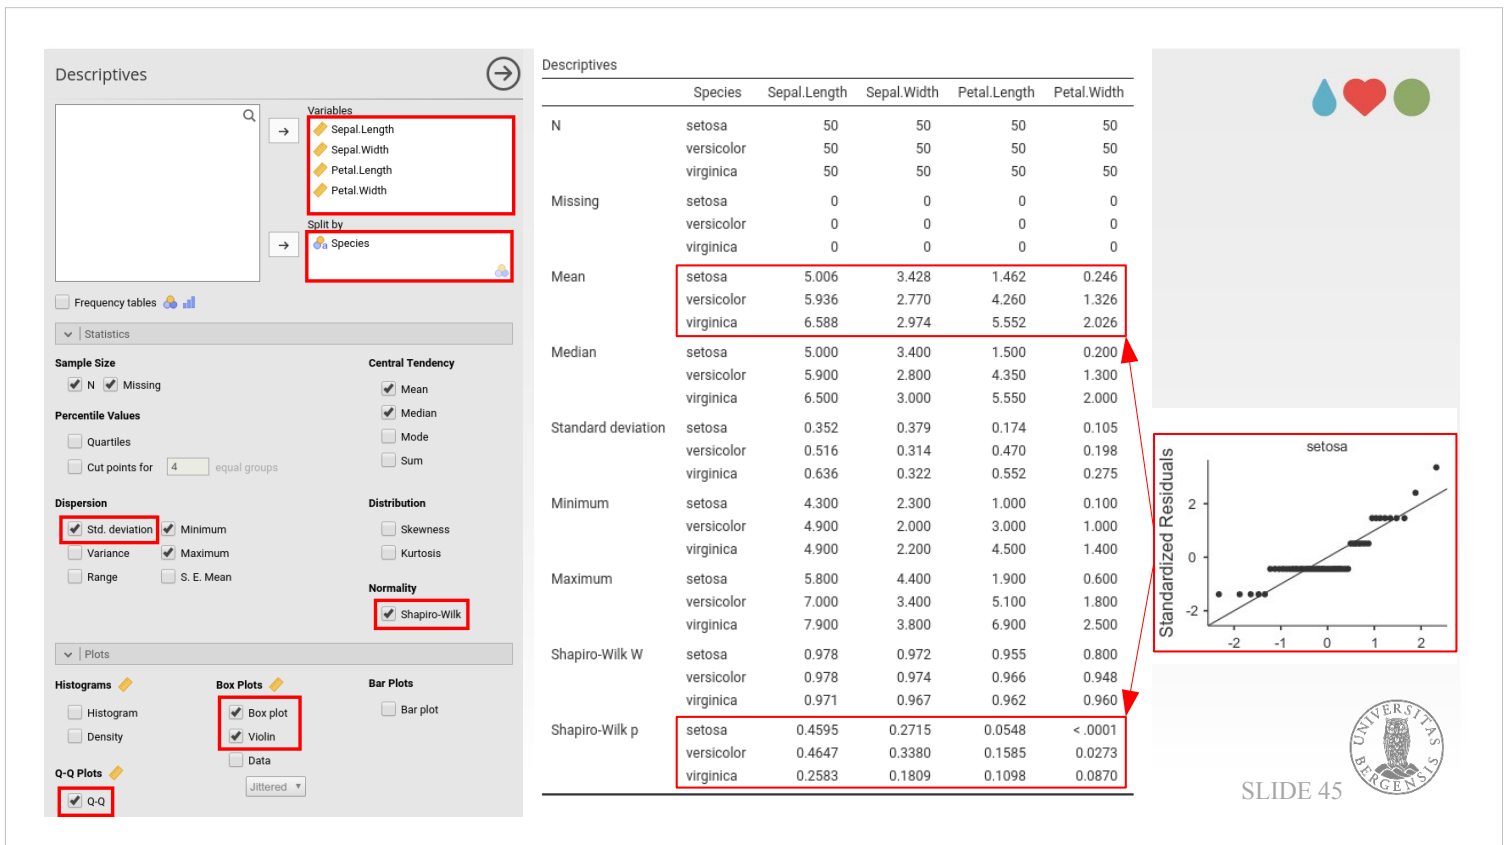 Descriptives
Variables
Sepal.Length
Sepal.Width
Petal.Length
Petal.Width
Split by
Species
Frequency tables
Statistics
Sample Size
N Missing
Percentile Values
Quartiles
Cut points for 4 equal groups
Dispersion
Std. deviation Minimum
Variance Maximum
Range S. E. Mean
Central Tendency
Mean
Median
Mode
Sum
Distribution
Skewness
Kurtosis
Normality
Shapiro-Wilk
Plots
Histograms
Histogram
Density
Box Plots
Box plot
Violin
Data
Jittered
Bar Plots
Bar plot
Q-Q Plots
Q-Q
Descriptives
Species Sepal.Length Sepal.Width Petal.Length Petal.Width
N setosa 50 50 50 50
versicolor 50 50 50 50
virginica 50 50 50 50
Missing setosa 0 0 0 0
versicolor 0 0 0 0
virginica 0 0 0 0
Mean setosa 5.006 3.428 1.462 0.246
versicolor 5.936 2.770 4.260 1.326
virginica 6.588 2.974 5.552 2.026
Median setosa 5.000 3.400 1.500 0.200
versicolor 5.900 2.800 4.350 1.300
virginica 6.500 3.000 5.550 2.000
Standard deviation setosa 0.352 0.379 0.174 0.105
versicolor 0.516 0.314 0.470 0.198
virginica 0.636 0.322 0.552 0.275
Minimum setosa 4.300 2.300 1.000 0.100
versicolor 4.900 2.000 3.000 1.000
virginica 4.900 2.200 4.500 1.400
Maximum setosa 5.800 4.400 1.900 0.600
versicolor 7.000 3.400 5.100 1.800
virginica 7.900 3.800 6.900 2.500
Shapiro-Wilk W setosa 0.978 0.972 0.955 0.800
versicolor 0.978 0.974 0.966 0.948
virginica 0.971 0.967 0.962 0.960
Shapiro-Wilk p setosa 0.4595 0.2715 0.0548 < .0001
versicolor 0.4647 0.3380 0.1585 0.0273
virginica 0.2583 0.1809 0.1098 0.0870
setosa
Standardized Residuals
2
0
-2
-2 -1 0 1 2
UNIVERSITAS
BERGENSIS
SLIDE 45